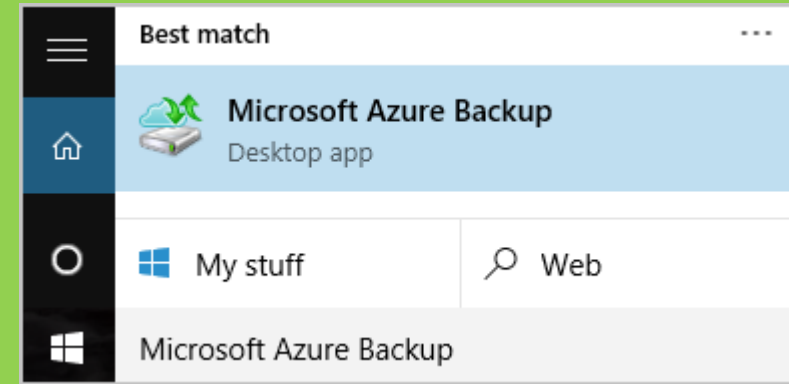 Best match
Microsoft Azure Backup
Desktop app
My stuff
Web
Microsoft Azure Backup